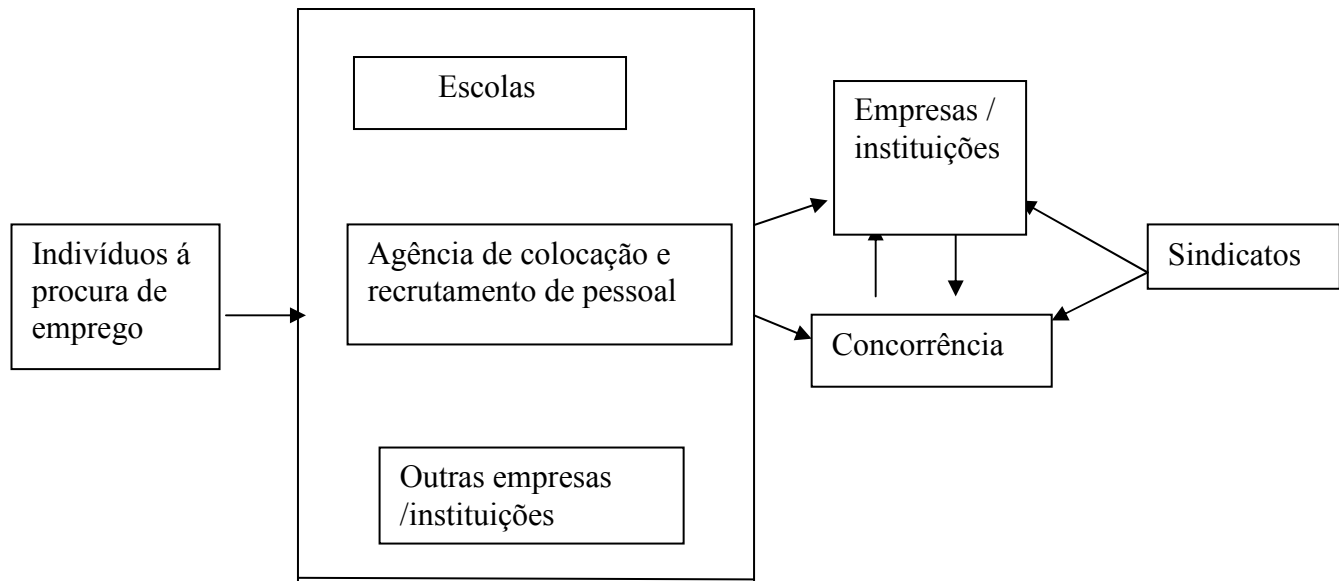 Escolas
Empresas /
instituições
Indivíduos á
procura de
emprego
Agência de colocação e
recrutamento de pessoal
Sindicatos
Concorrência
Outras empresas
/instituições